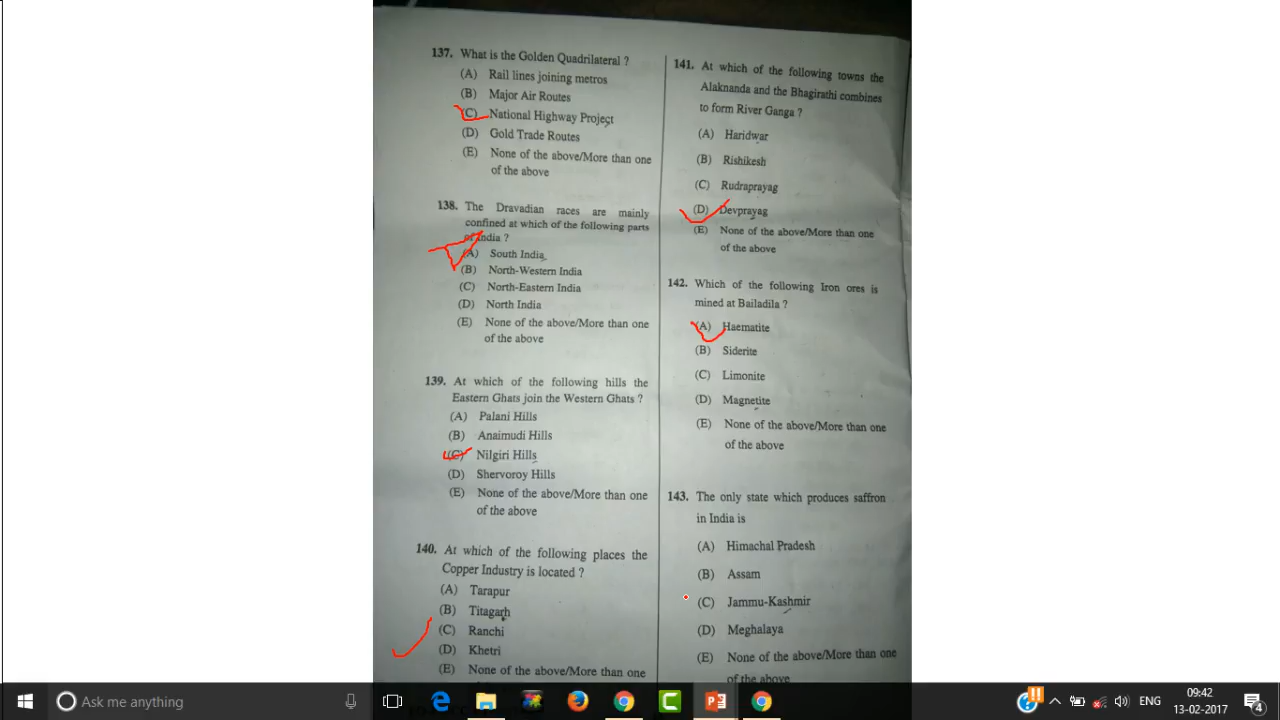 137. What is the Golden Quadrilateral ?
(A) Rail lines joining metros
(B) Major Air Routes
(C) National Highway Project
(D) Gold Trade Routes
(E) None of the above/More than one
of the above
138. The Dravadian races are mainly
confined at which of the following parts
of India ?
(A) South India
(B) North-Western India
(C) North-Eastern India
(D) North India
(E) None of the above/More than one
of the above
139. At which of the following hills the
Eastern Ghats join the Western Ghats ?
(A) Palani Hills
(B) Anaimudi Hills
(C) Nilgiri Hills
(D) Shervoroy Hills
(E) None of the above/More than one
of the above
140. At which of the following places the
Copper Industry is located ?
(A) Tarapur
(B) Titagarh
(C) Ranchi
(D) Khetri
(E) None of the above/More than one
141. At which of the following towns the
Alaknanda and the Bhagirathi combines
to form River Ganga ?
(A) Haridwar
(B) Rishikesh
(C) Rudraprayag
(D) Devprayag
(E) None of the above/More than one
of the above
142. Which of the following Iron ores is
mined at Bailadila ?
(A) Haematite
(B) Siderite
(C) Limonite
(D) Magnetite
(E) None of the above/More than one
of the above
143. The only state which produces saffron
in India is
(A) Himachal Pradesh
(B) Assam
(C) Jammu-Kashmir
(D) Meghalaya
(E) None of the above/More than one
of the above
Ask me anything
ENG
09:42
13-02-2017
4